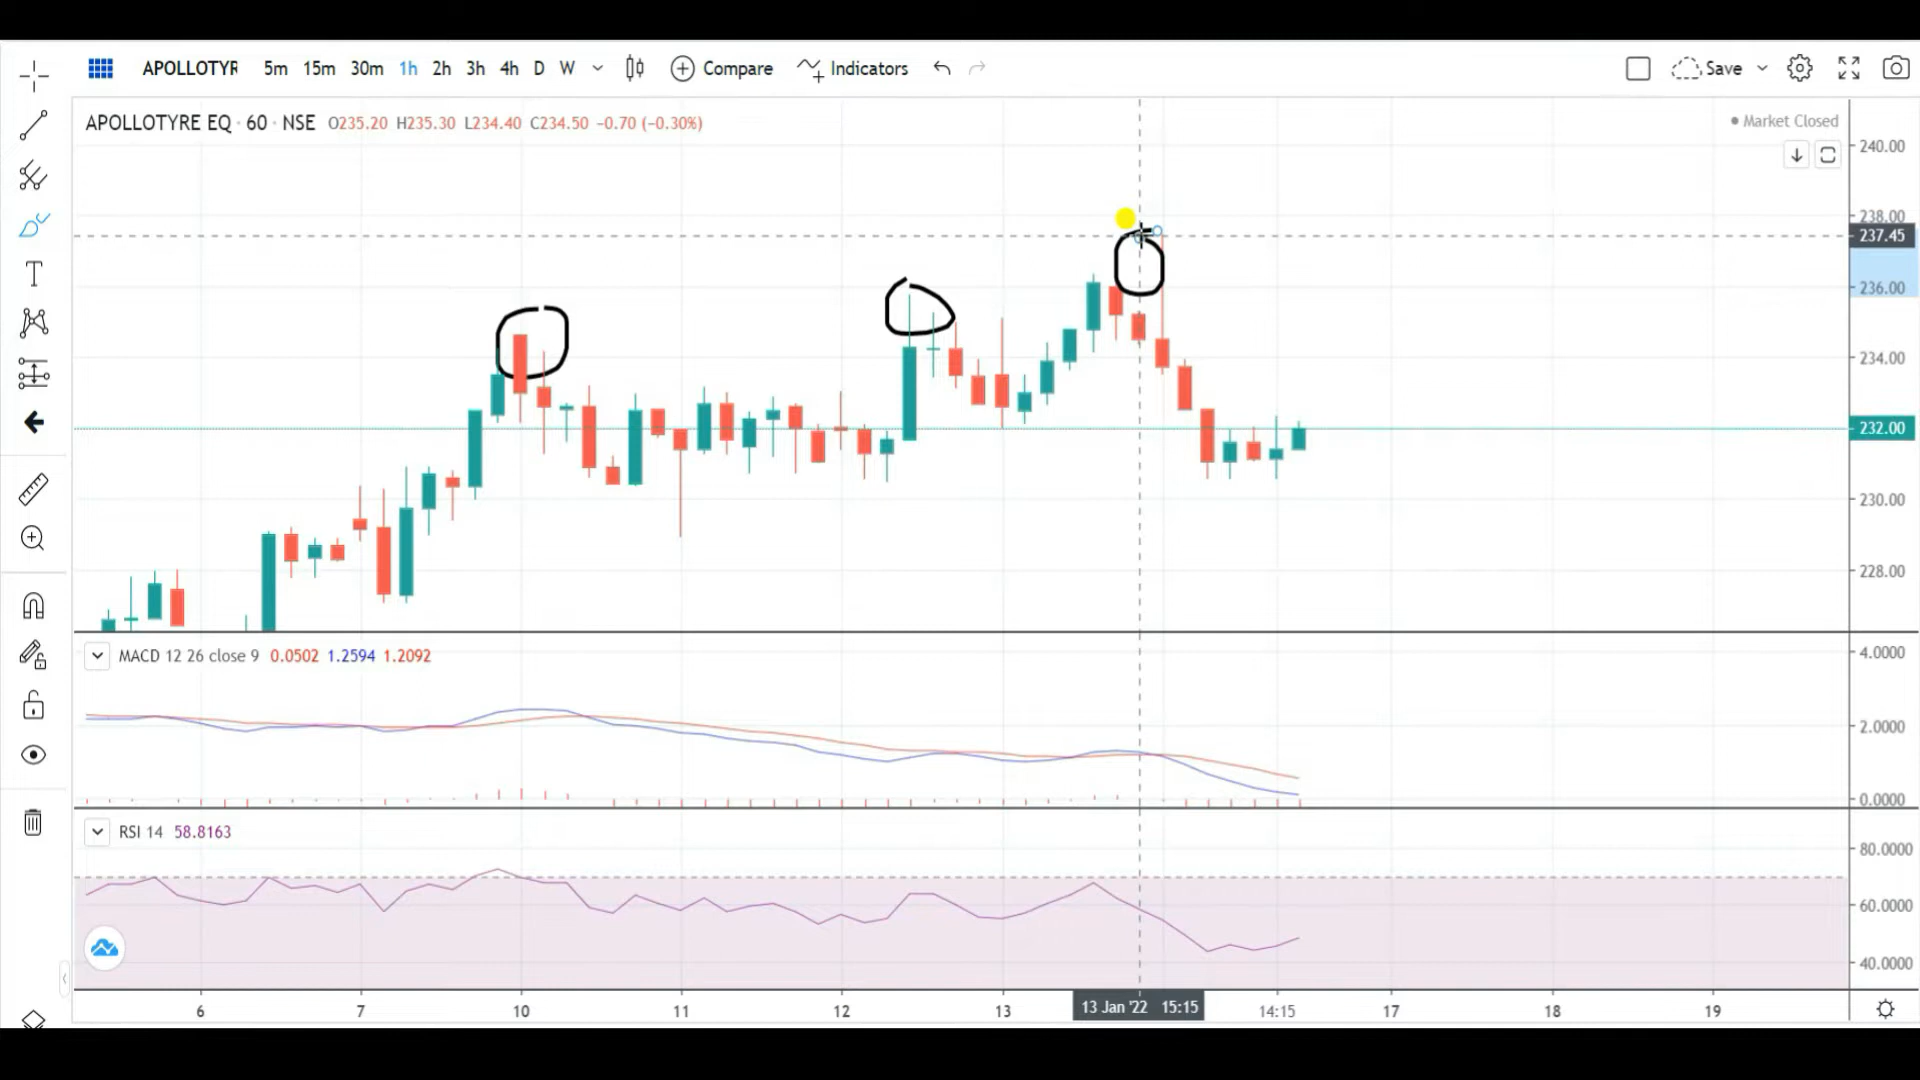 APOLLOTYR 5m 15m 30m 1h 2h 3h 4h D W Compare Indicators Save
APOLLOTYRE EQ · 60 · NSE O235.20 H235.30 L234.40 C234.50 −0.70 (−0.30%)
Market Closed
240.00
238.00
237.45
236.00
234.00
232.00
230.00
228.00
MACD 12 26 close 9 0.0502 1.2594 1.2092
4.0000
2.0000
0.0000
RSI 14 58.8163
80.0000
60.0000
40.0000
6 7 10 11 12 13 13 Jan '22 15:15 14:15 17 18 19